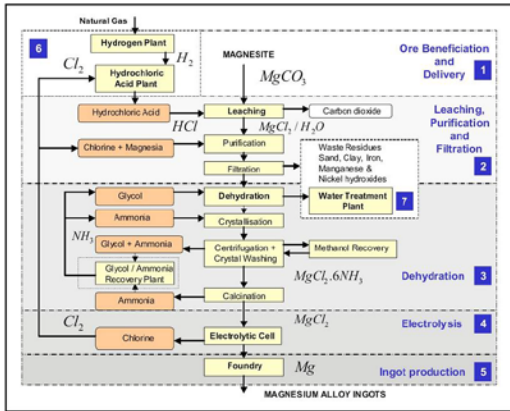 Natural Gas
6
Hydrogen Plant
Cl₂
H₂
Hydrochloric
Acid Plant
MAGNESITE
MgCO₃
Ore Beneficiation
and
Delivery
1
Hydrochloric Acid
HCl
Leaching
Carbon dioxide
MgCl₂ / H₂O
Chlorine + Magnesia
Purification
Filtration
Waste Residues
Sand, Clay, Iron,
Manganese &
Nickel hydroxides
Leaching,
Purification
and
Filtration
2
Glycol
Dehydration
Water Treatment
Plant
7
Ammonia
Crystallisation
NH₃
Glycol + Ammonia
Centrifugation +
Crystal Washing
Methanol Recovery
Glycol / Ammonia
Recovery Plant
MgCl₂.6NH₃
Dehydration
3
Ammonia
Calcination
Cl₂
MgCl₂
Electrolysis
4
Chlorine
Electrolytic Cell
Foundry
Mg
Ingot production
5
MAGNESIUM ALLOY INGOTS